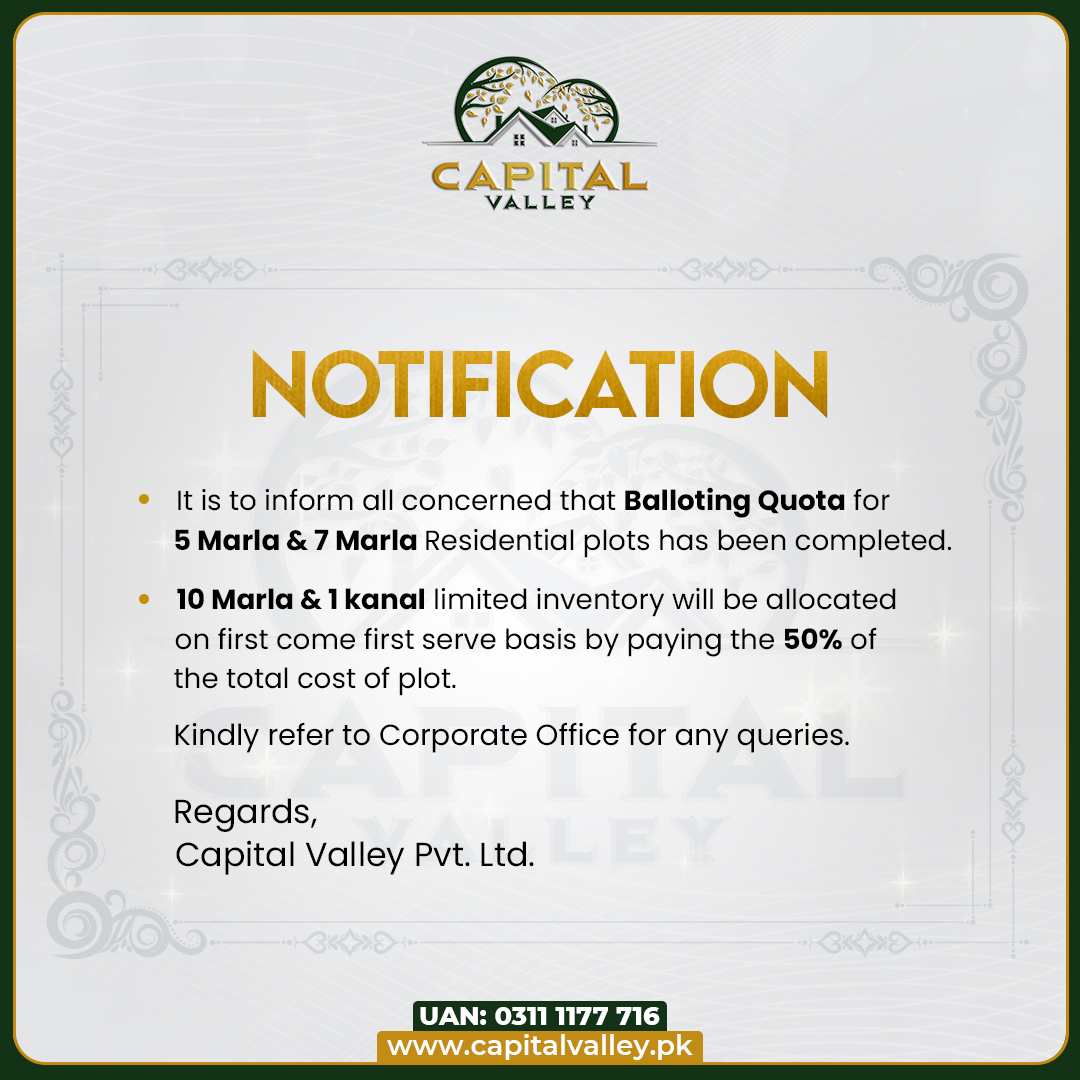 CAPITAL
VALLEY
NOTIFICATION
• It is to inform all concerned that Balloting Quota for
5 Marla & 7 Marla Residential plots has been completed.
• 10 Marla & 1 kanal limited inventory will be allocated
on first come first serve basis by paying the 50% of
the total cost of plot.
Kindly refer to Corporate Office for any queries.
Regards,
Capital Valley Pvt. Ltd.
CAPITAL
VALLEY
UAN: 0311 1177 716
www.capitalvalley.pk